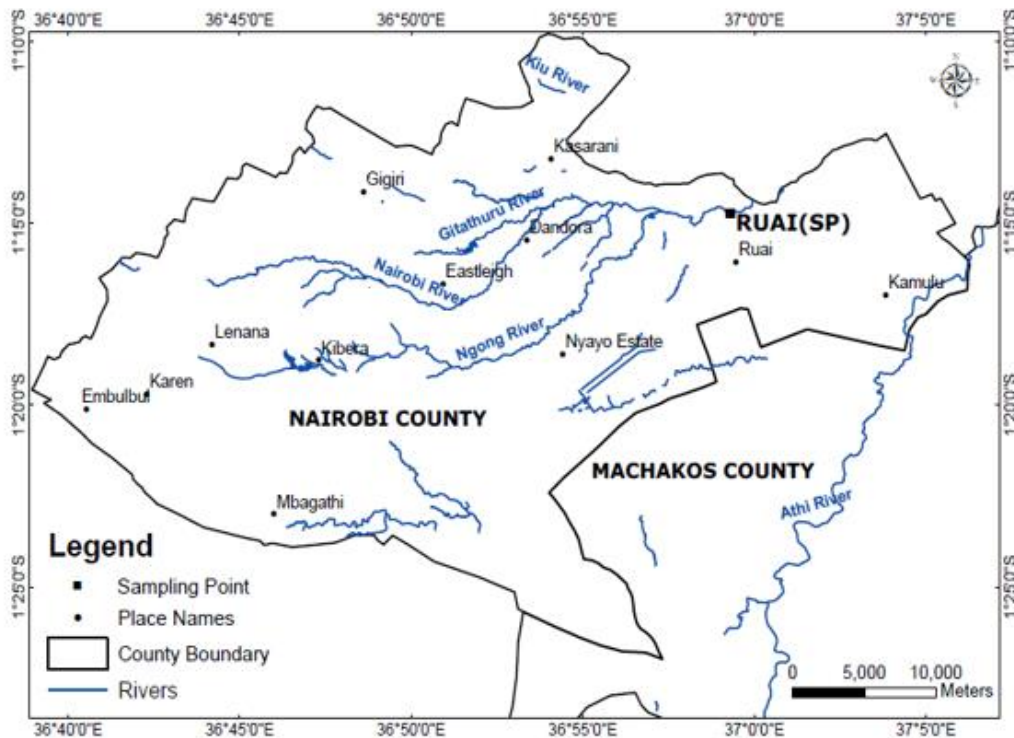 36°40'0"E 36°45'0"E 36°50'0"E 36°55'0"E 37°0'0"E 37°5'0"E
1°10'0"S 1°10'0"S
Kiu River
Kasarani
Gigiri
1°15'0"S 1°15'0"S
Gitathuru River
RUAI(SP)
Dandora
Ruai
Nairobi River
Eastleigh
Kamulu
Lenana
Kibera
Ngong River
Nyayo Estate
Karen
Embulbul
1°20'0"S 1°20'0"S
NAIROBI COUNTY
MACHAKOS COUNTY
Athi River
Mbagathi
1°25'0"S 1°25'0"S
Legend
Sampling Point
Place Names
County Boundary
Rivers
0 5,000 10,000
Meters
36°40'0"E 36°45'0"E 36°50'0"E 36°55'0"E 37°0'0"E 37°5'0"E